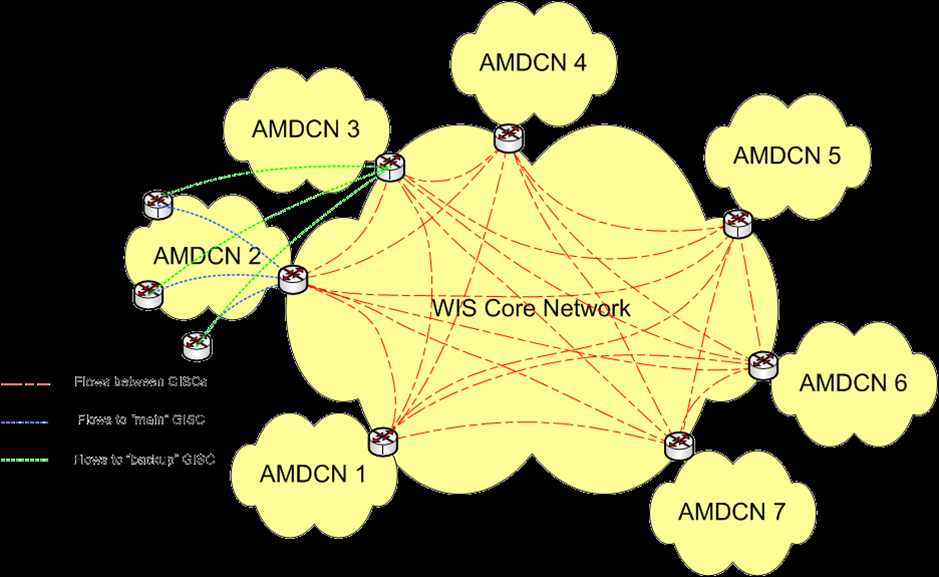 AMDCN 4
AMDCN 3
AMDCN 5
AMDCN 2
WIS Core Network
Flows between GISCs
AMDCN 6
Flows to "main" GISC
Flows to "backup" GISC
AMDCN 1
AMDCN 7